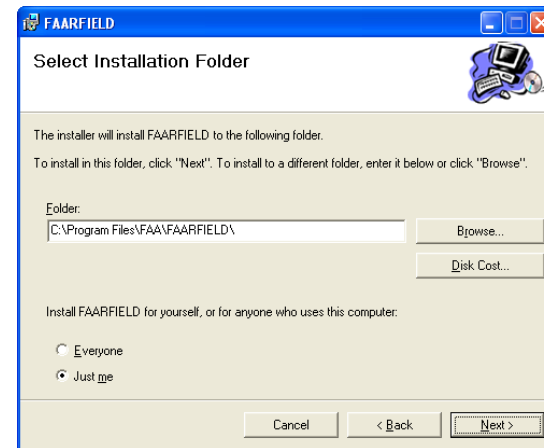 FAARFIELD
Select Installation Folder
The installer will install FAARFIELD to the following folder.
To install in this folder, click "Next". To install to a different folder, enter it below or click "Browse".
Folder:
C:\Program Files\FAA\FAARFIELD\
Browse...
Disk Cost...
Install FAARFIELD for yourself, or for anyone who uses this computer:
Everyone
Just me
Cancel
< Back
Next >